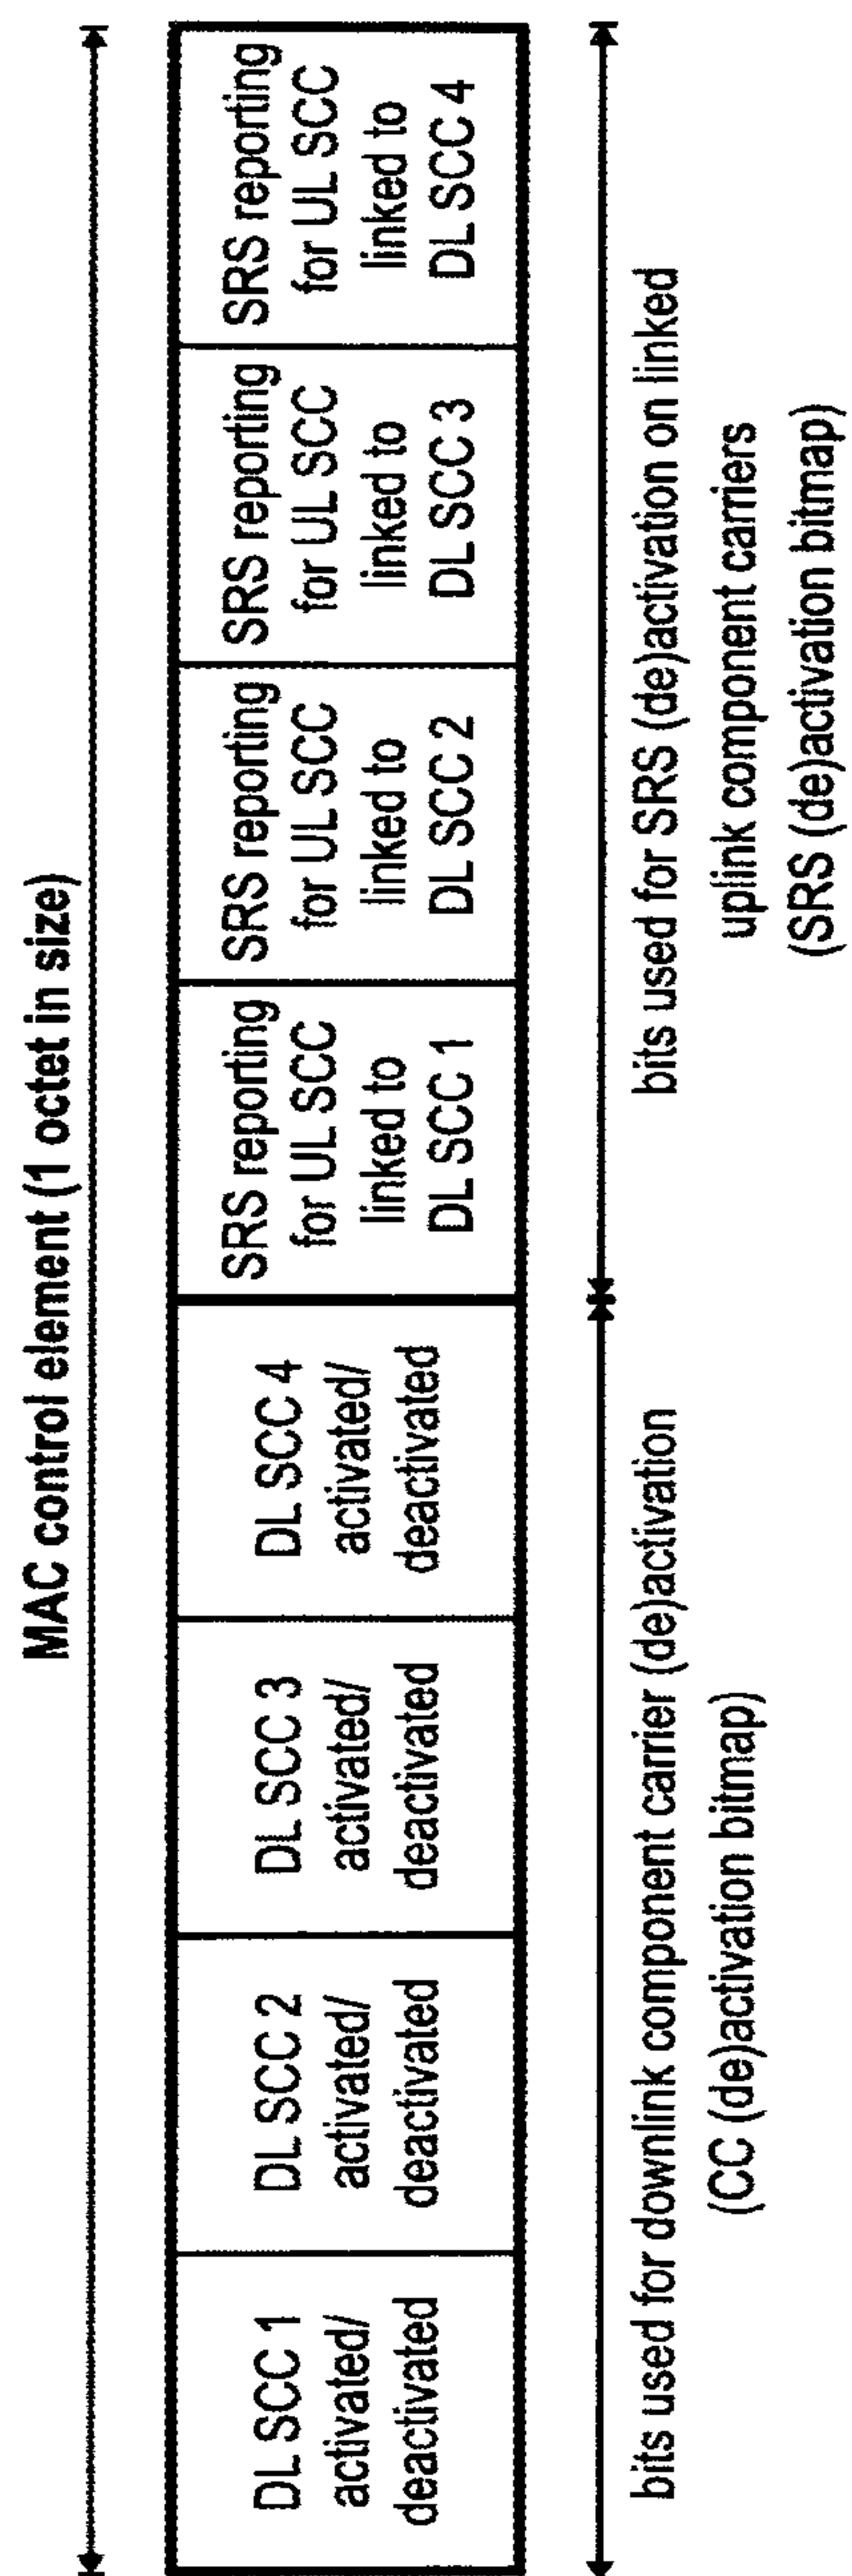 MAC control element (1 octet in size)
DL SCC 1
activated/
deactivated
DL SCC 2
activated/
deactivated
DL SCC 3
activated/
deactivated
DL SCC 4
activated/
deactivated
SRS reporting
for UL SCC
linked to
DL SCC 1
SRS reporting
for UL SCC
linked to
DL SCC 2
SRS reporting
for UL SCC
linked to
DL SCC 3
SRS reporting
for UL SCC
linked to
DL SCC 4
bits used for downlink component carrier (de)activation
(CC (de)activation bitmap)
bits used for SRS (de)activation on linked
uplink component carriers
(SRS (de)activation bitmap)